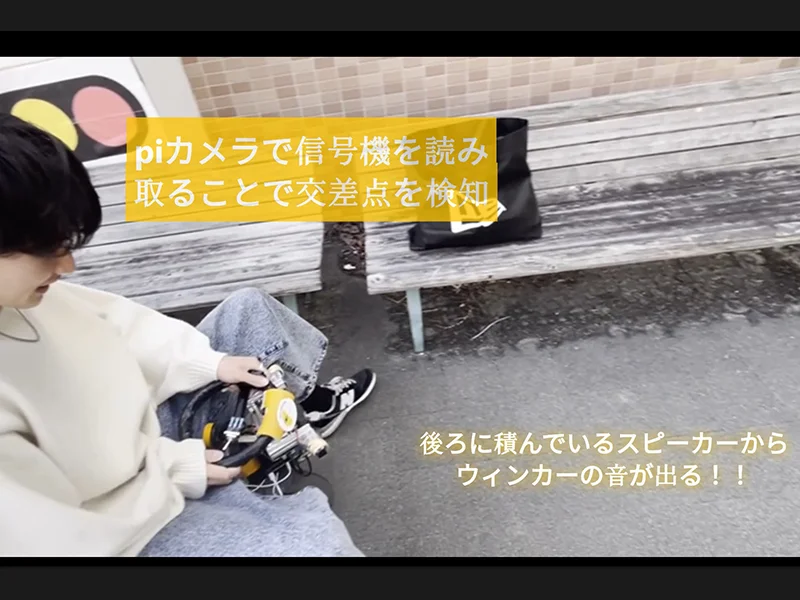 piカメラで信号機を読み
取ることで交差点を検知
後ろに積んでいるスピーカーから
ウィンカーの音が出る！！